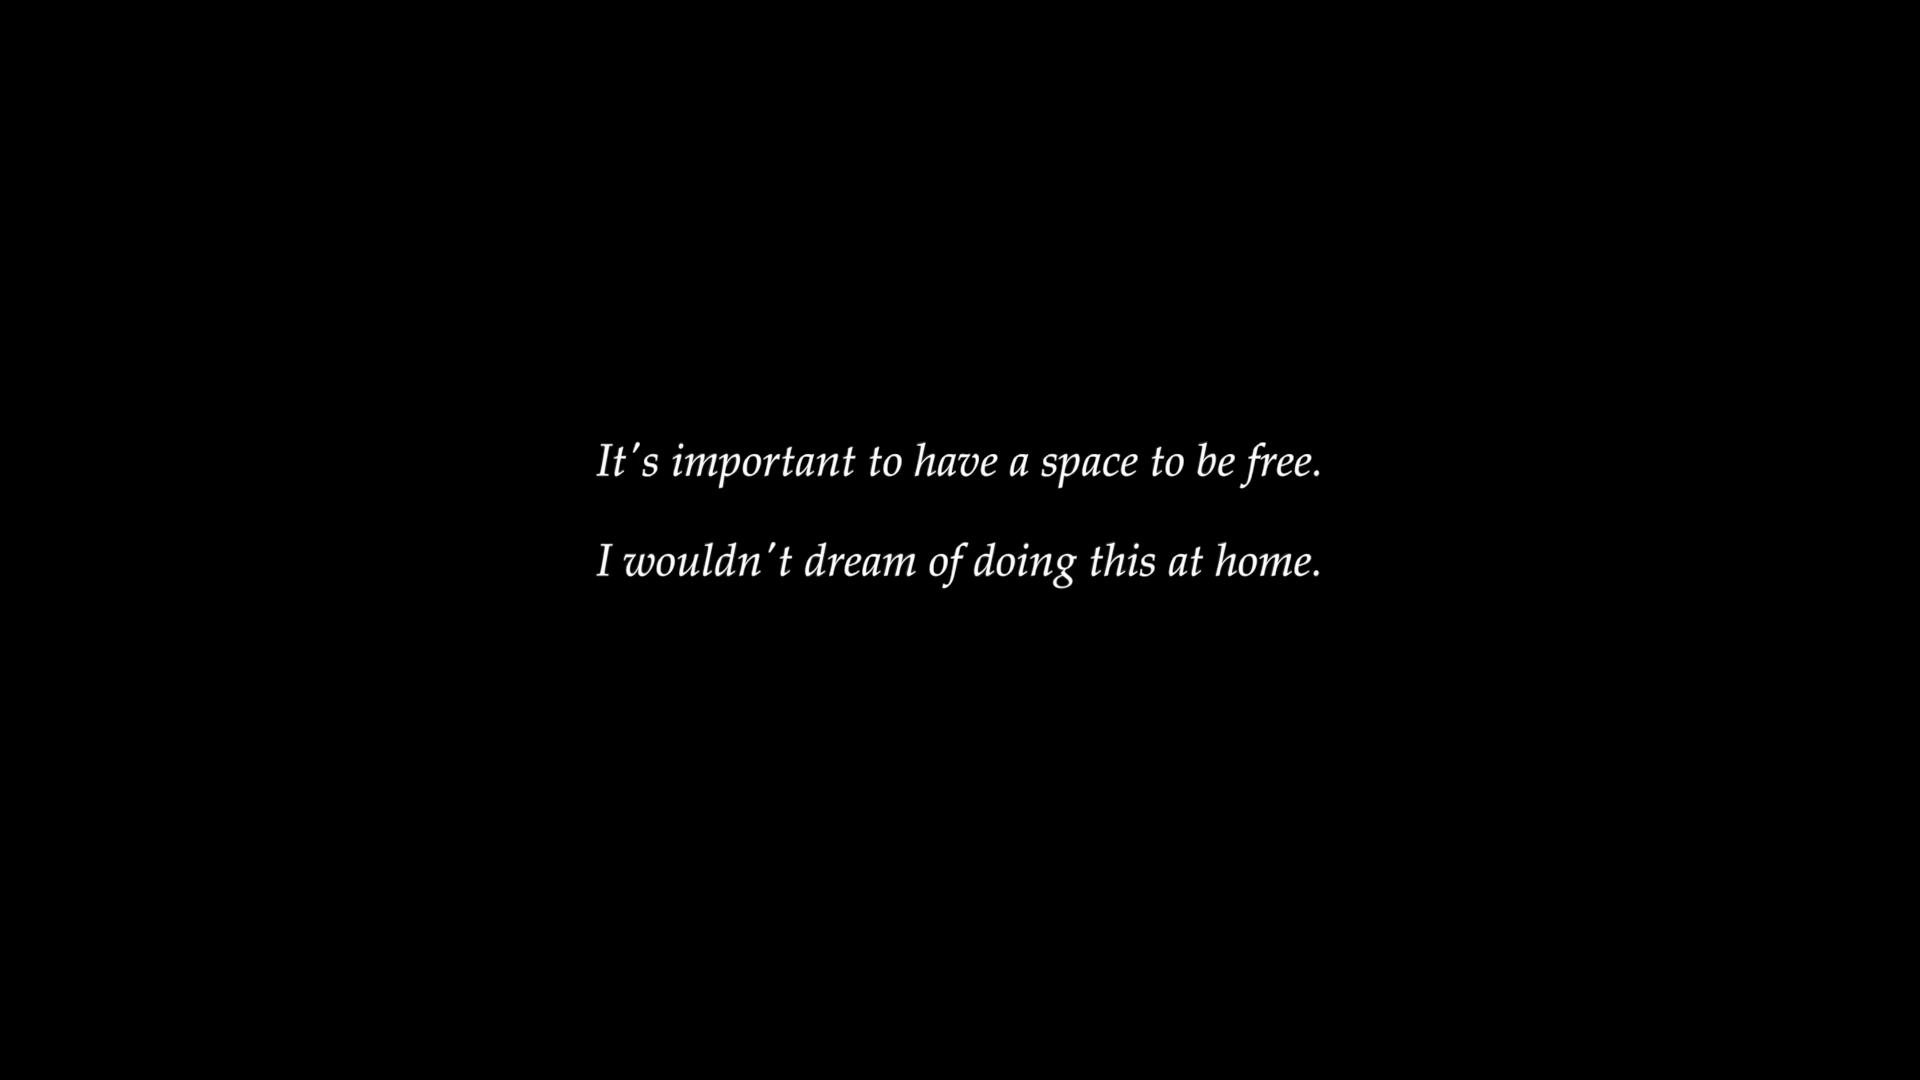 It's important to have a space to be free.
I wouldn't dream of doing this at home.